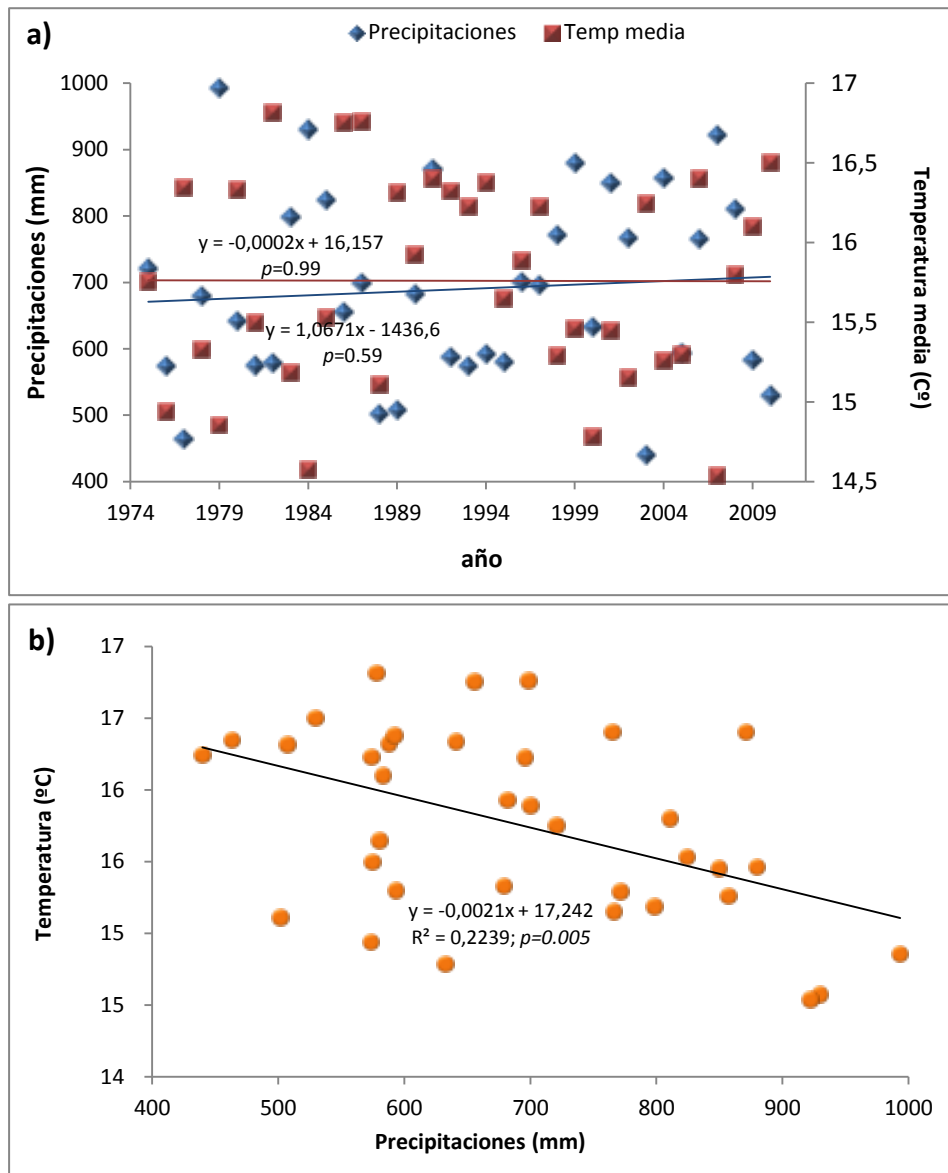 a)
Precipitaciones Temp media
1000
900
800
700
600
500
400
Precipitaciones (mm)
17
16,5
16
15,5
15
14,5
Temperatura media (Cº)
y = -0,0002x + 16,157
p=0.99
y = 1,0671x - 1436,6
p=0.59
1974 1979 1984 1989 1994 1999 2004 2009
año
b)
17
17
16
16
15
15
14
Temperatura (ºC)
y = -0,0021x + 17,242
R² = 0,2239; p=0.005
400 500 600 700 800 900 1000
Precipitaciones (mm)